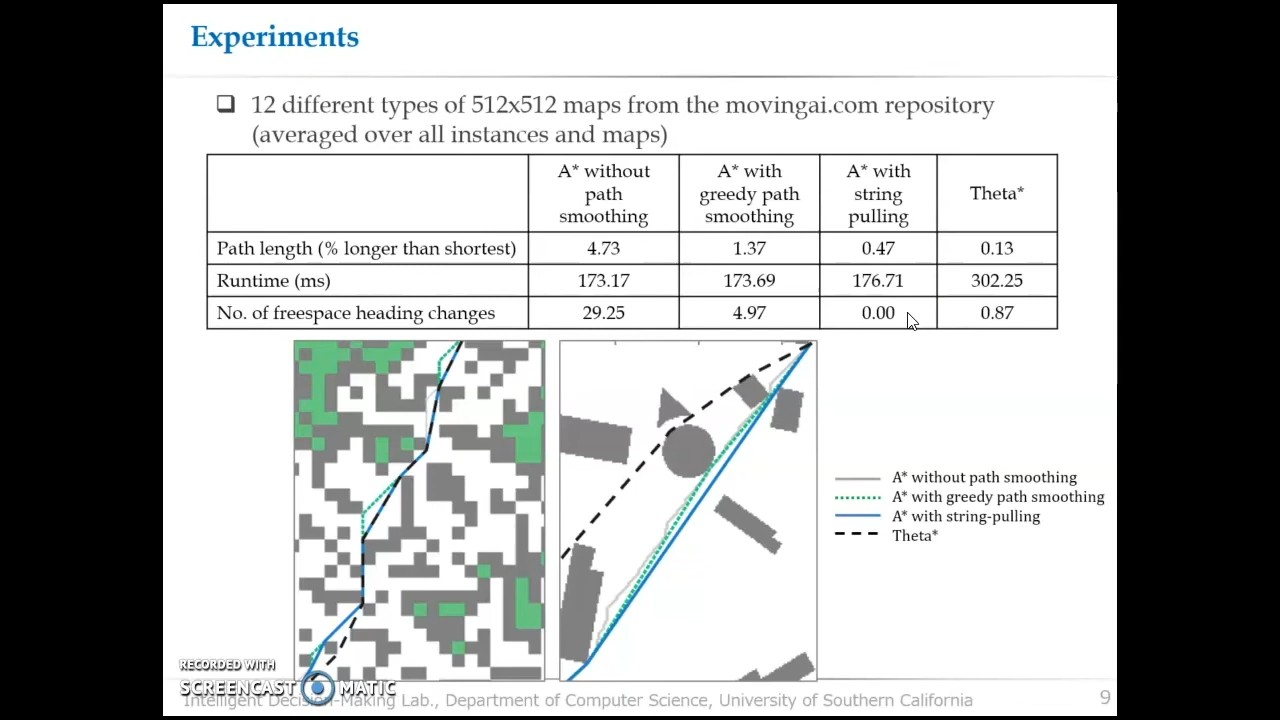 Experiments
12 different types of 512x512 maps from the movingai.com repository
(averaged over all instances and maps)
A* without path smoothing
A* with greedy path smoothing
A* with string pulling
Theta*
Path length (% longer than shortest) 4.73 1.37 0.47 0.13
Runtime (ms) 173.17 173.69 176.71 302.25
No. of freespace heading changes 29.25 4.97 0.00 0.87
A* without path smoothing
A* with greedy path smoothing
A* with string-pulling
Theta*
RECORDED WITH
SCREENCAST MATIC
Intelligent Decision-Making Lab., Department of Computer Science, University of Southern California
9